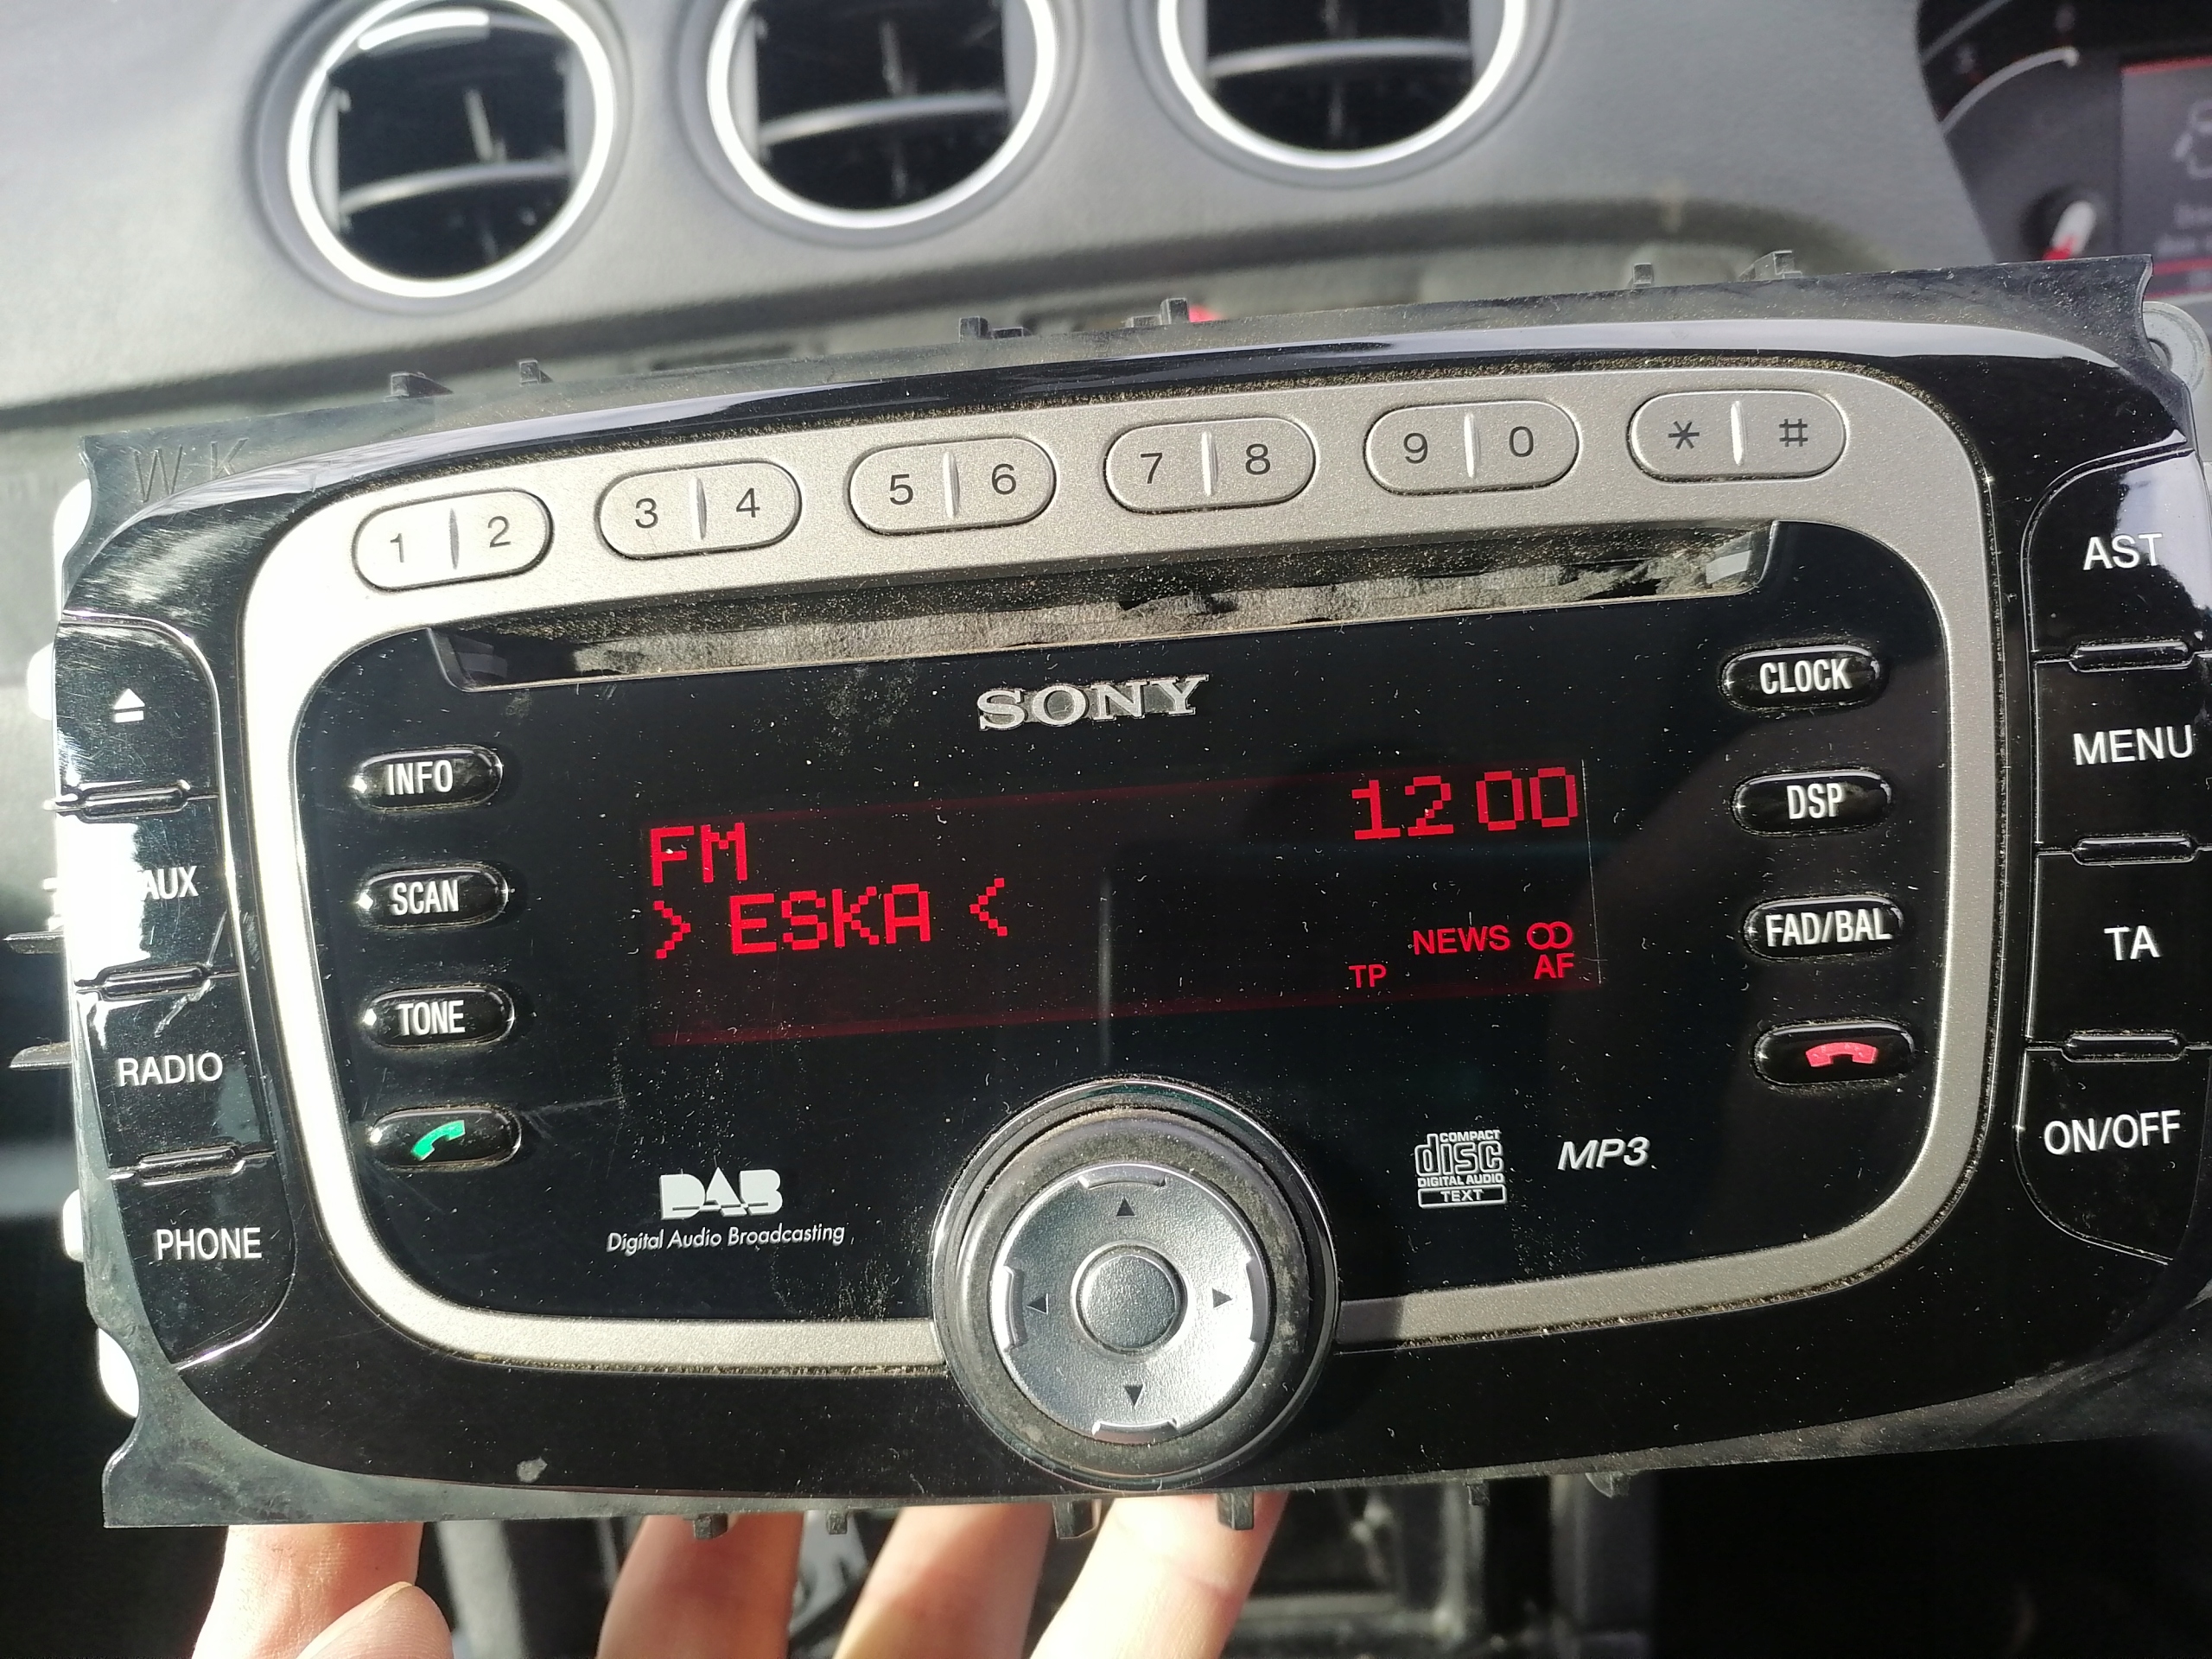 WK
1 2
3 4
5 6
7 8
9 0
* #
SONY
AUX
RADIO
PHONE
INFO
SCAN
TONE
FM
12 00
> ESKA <
NEWS
TP
AF
CLOCK
DSP
FAD/BAL
AST
MENU
TA
ON/OFF
DAB
Digital Audio Broadcasting
COMPACT
disc
DIGITAL AUDIO
TEXT
MP3